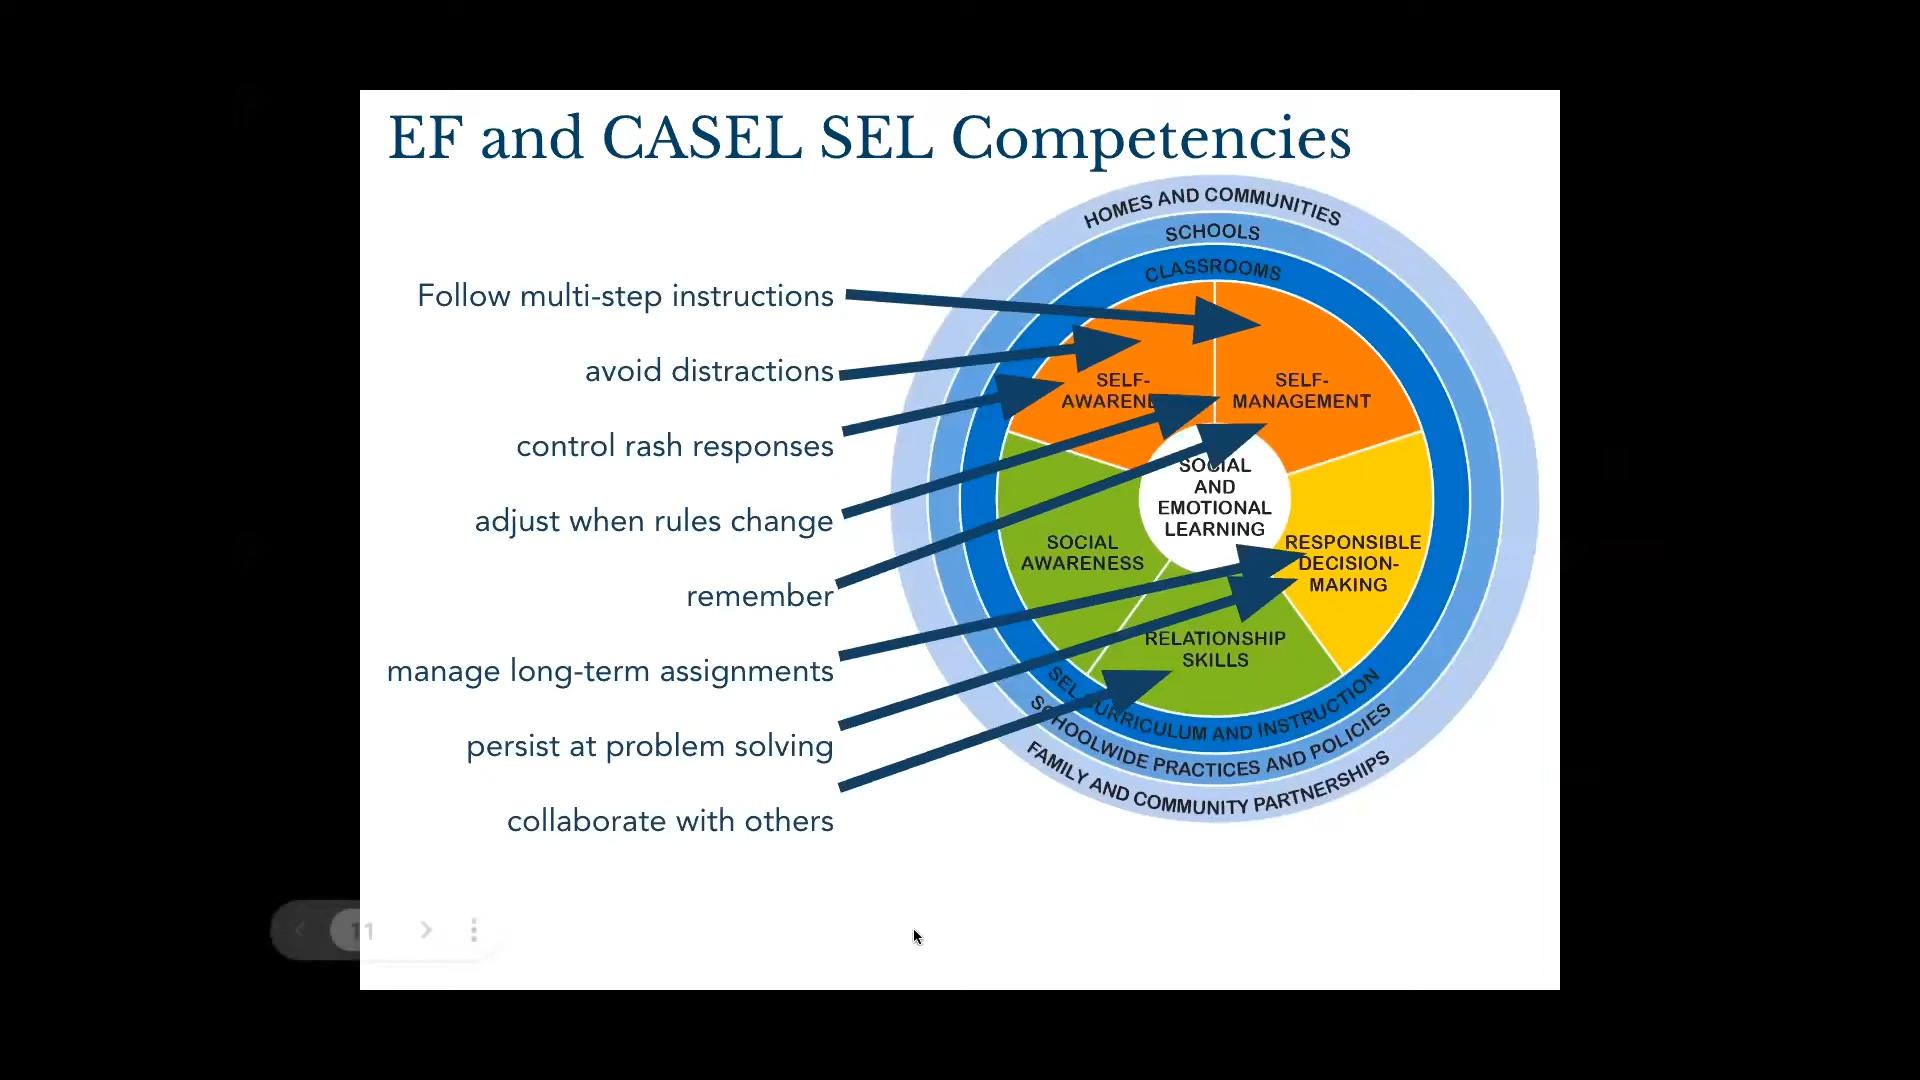 EF and CASEL SEL Competencies
HOMES AND COMMUNITIES
SCHOOLS
CLASSROOMS
Follow multi-step instructions
avoid distractions
control rash responses
adjust when rules change
remember
manage long-term assignments
persist at problem solving
collaborate with others
SELF-
AWAREN
SELF-
MANAGEMENT
SOCIAL
AND
EMOTIONAL
LEARNING
SOCIAL
AWARENESS
RESPONSIBLE
DECISION-
MAKING
RELATIONSHIP
SKILLS
SEL CURRICULUM AND INSTRUCTION
SCHOOLWIDE PRACTICES AND POLICIES
FAMILY AND COMMUNITY PARTNERSHIPS
11